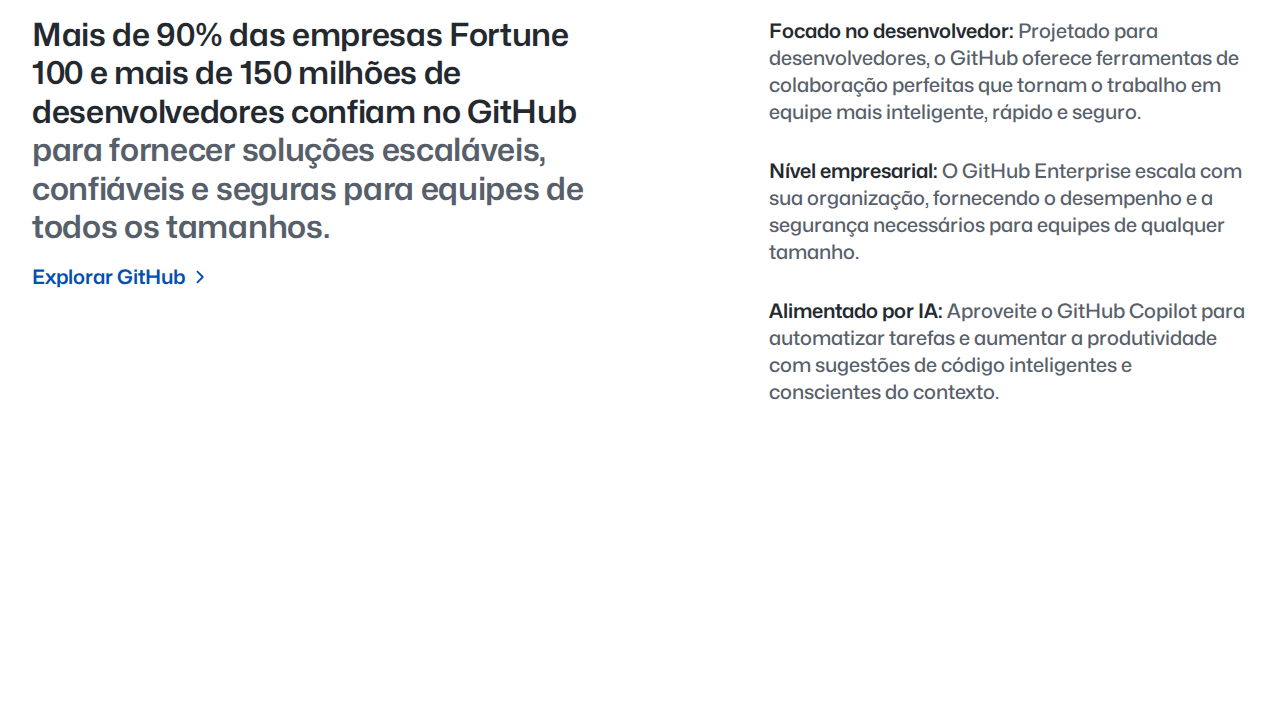 Mais de 90% das empresas Fortune
100 e mais de 150 milhões de
desenvolvedores confiam no GitHub
para fornecer soluções escaláveis,
confiáveis e seguras para equipes de
todos os tamanhos.
Explorar GitHub
Focado no desenvolvedor: Projetado para
desenvolvedores, o GitHub oferece ferramentas de
colaboração perfeitas que tornam o trabalho em
equipe mais inteligente, rápido e seguro.
Nível empresarial: O GitHub Enterprise escala com
sua organização, fornecendo o desempenho e a
segurança necessários para equipes de qualquer
tamanho.
Alimentado por IA: Aproveite o GitHub Copilot para
automatizar tarefas e aumentar a produtividade
com sugestões de código inteligentes e
conscientes do contexto.